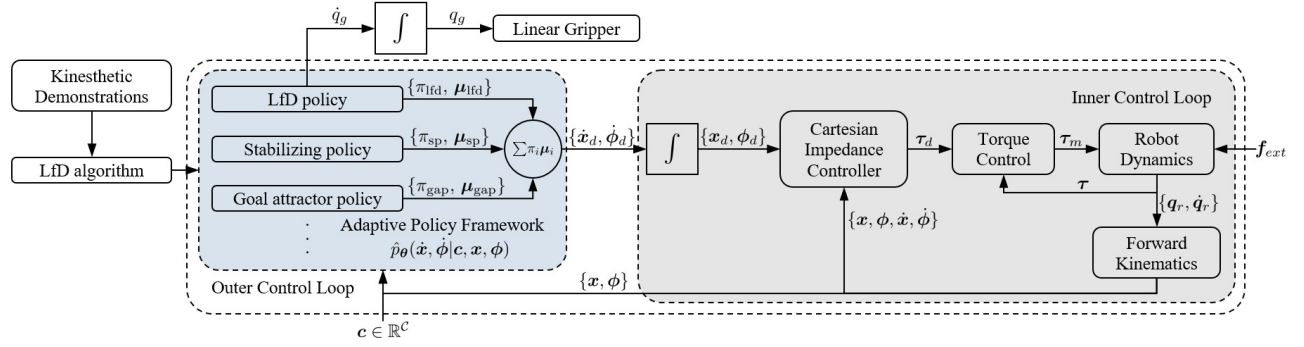 q̇_g
∫
q_g
Linear Gripper
Kinesthetic
Demonstrations
LfD algorithm
LfD policy
{π_lfd, μ_lfd}
Stabilizing policy
{π_sp, μ_sp}
Goal attractor policy
{π_gap, μ_gap}
Σπ_iμ_i
Adaptive Policy Framework
p̂_θ(ẋ, ϕ̇|c, x, ϕ)
Outer Control Loop
c ∈ ℝ^𝒞
{ẋ_d, ϕ̇_d}
∫
{x_d, ϕ_d}
Inner Control Loop
Cartesian
Impedance
Controller
τ_d
Torque
Control
τ_m
Robot
Dynamics
f_ext
τ
{q_r, q̇_r}
{x, ϕ, ẋ, ϕ̇}
Forward
Kinematics
{x, ϕ}